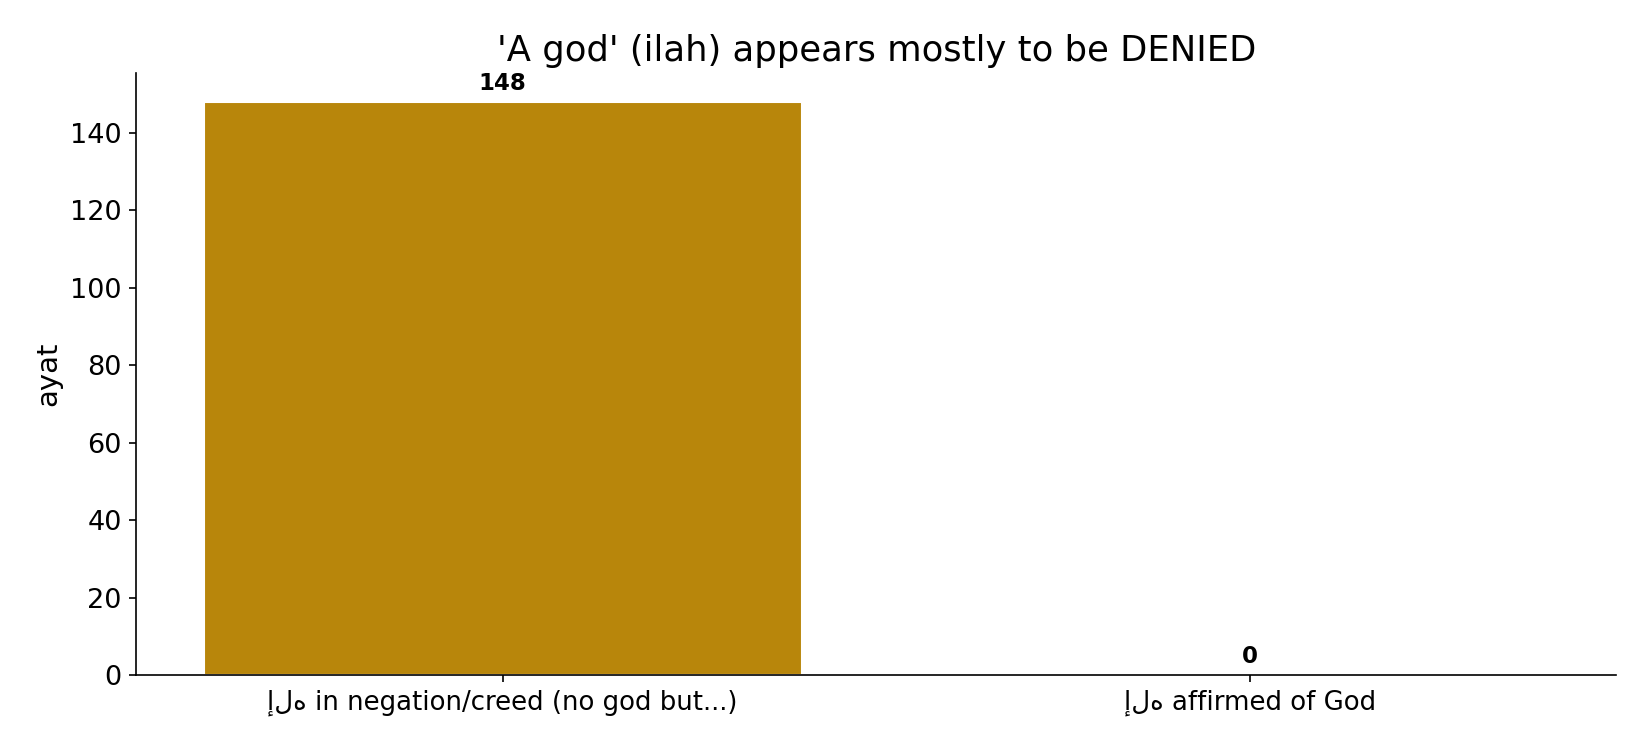 'A god' (ilah) appears mostly to be DENIED
148
140
120
100
80
60
40
20
0
ayat
0
إله in negation/creed (no god but...)
إله affirmed of God